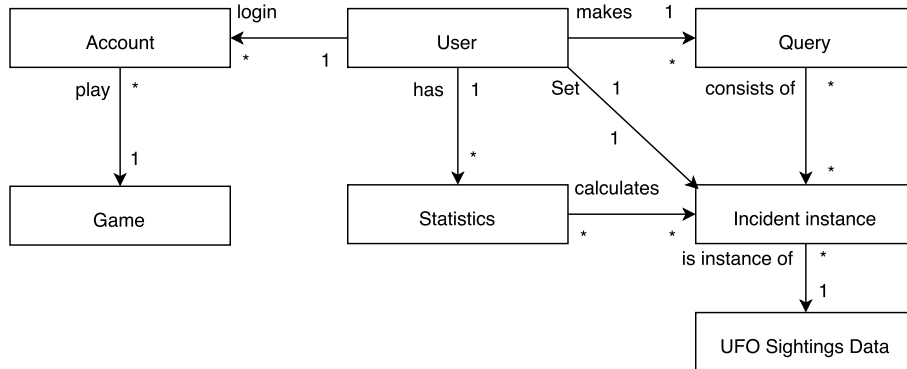 login
makes
1
Account
User
Query
*
1
*
play
*
has
1
Set
1
consists of
*
1
1
*
*
calculates
Game
Statistics
Incident instance
*
*
is instance of
*
1
UFO Sightings Data